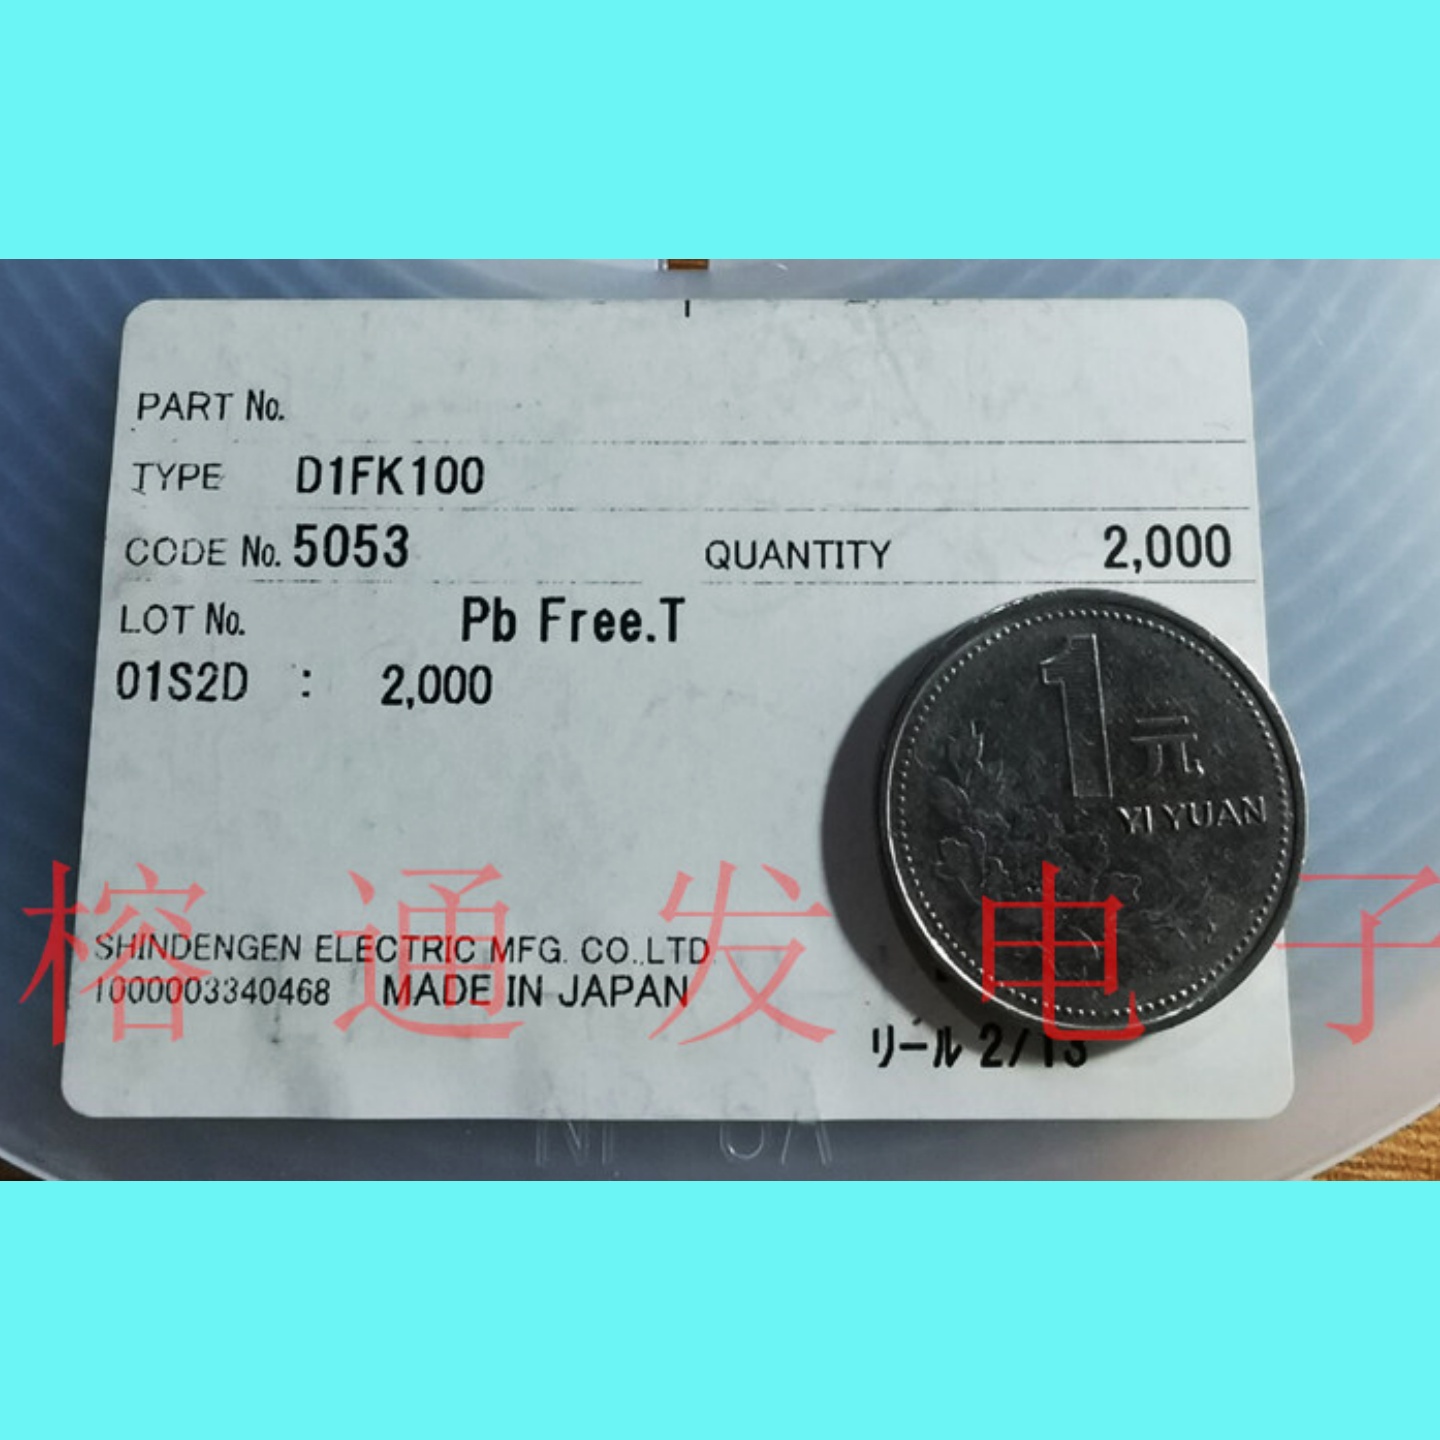 PART No.
TYPE D1FK100
CODE No. 5053 QUANTITY 2,000
LOT No. Pb Free.T
01S2D : 2,000
1元
YI YUAN
榕通发电子
SHINDENGEN ELECTRIC MFG. CO.,LTD.
1000003340468 MADE IN JAPAN
リール 2/13